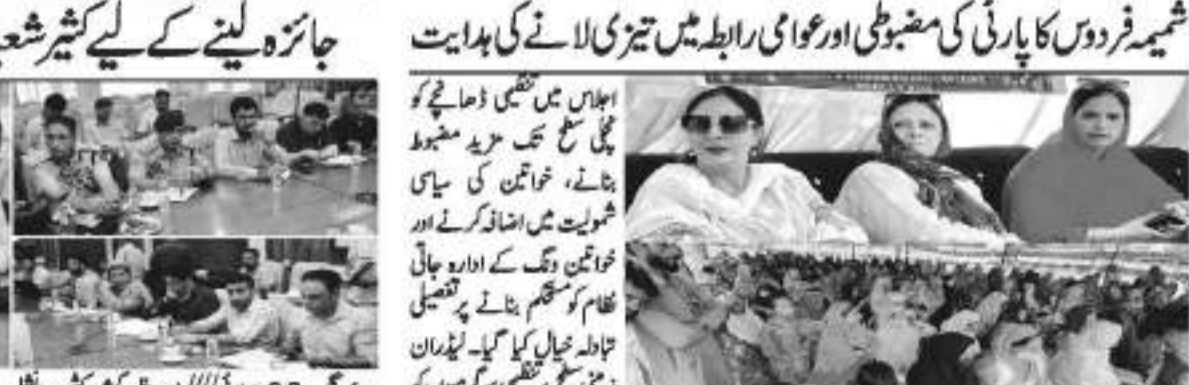 شمیمہ فردوس کا پارٹی کی مضبوطی اور عوامی رابطہ میں تیزی لانے کی ہدایت
اجلاس میں تنظیمی ڈھانچے کو
نچلی سطح تک مزید مضبوط
بنانے، خواتین کی سیاسی
شمولیت میں اضافہ کرنے اور
خواتین ونگ کے ادارہ جاتی
نظام کو مستحکم بنانے پر تفصیلی
تبادلہ خیال کیا گیا۔ لیڈران
جائزہ لینے کے لیے کثیر